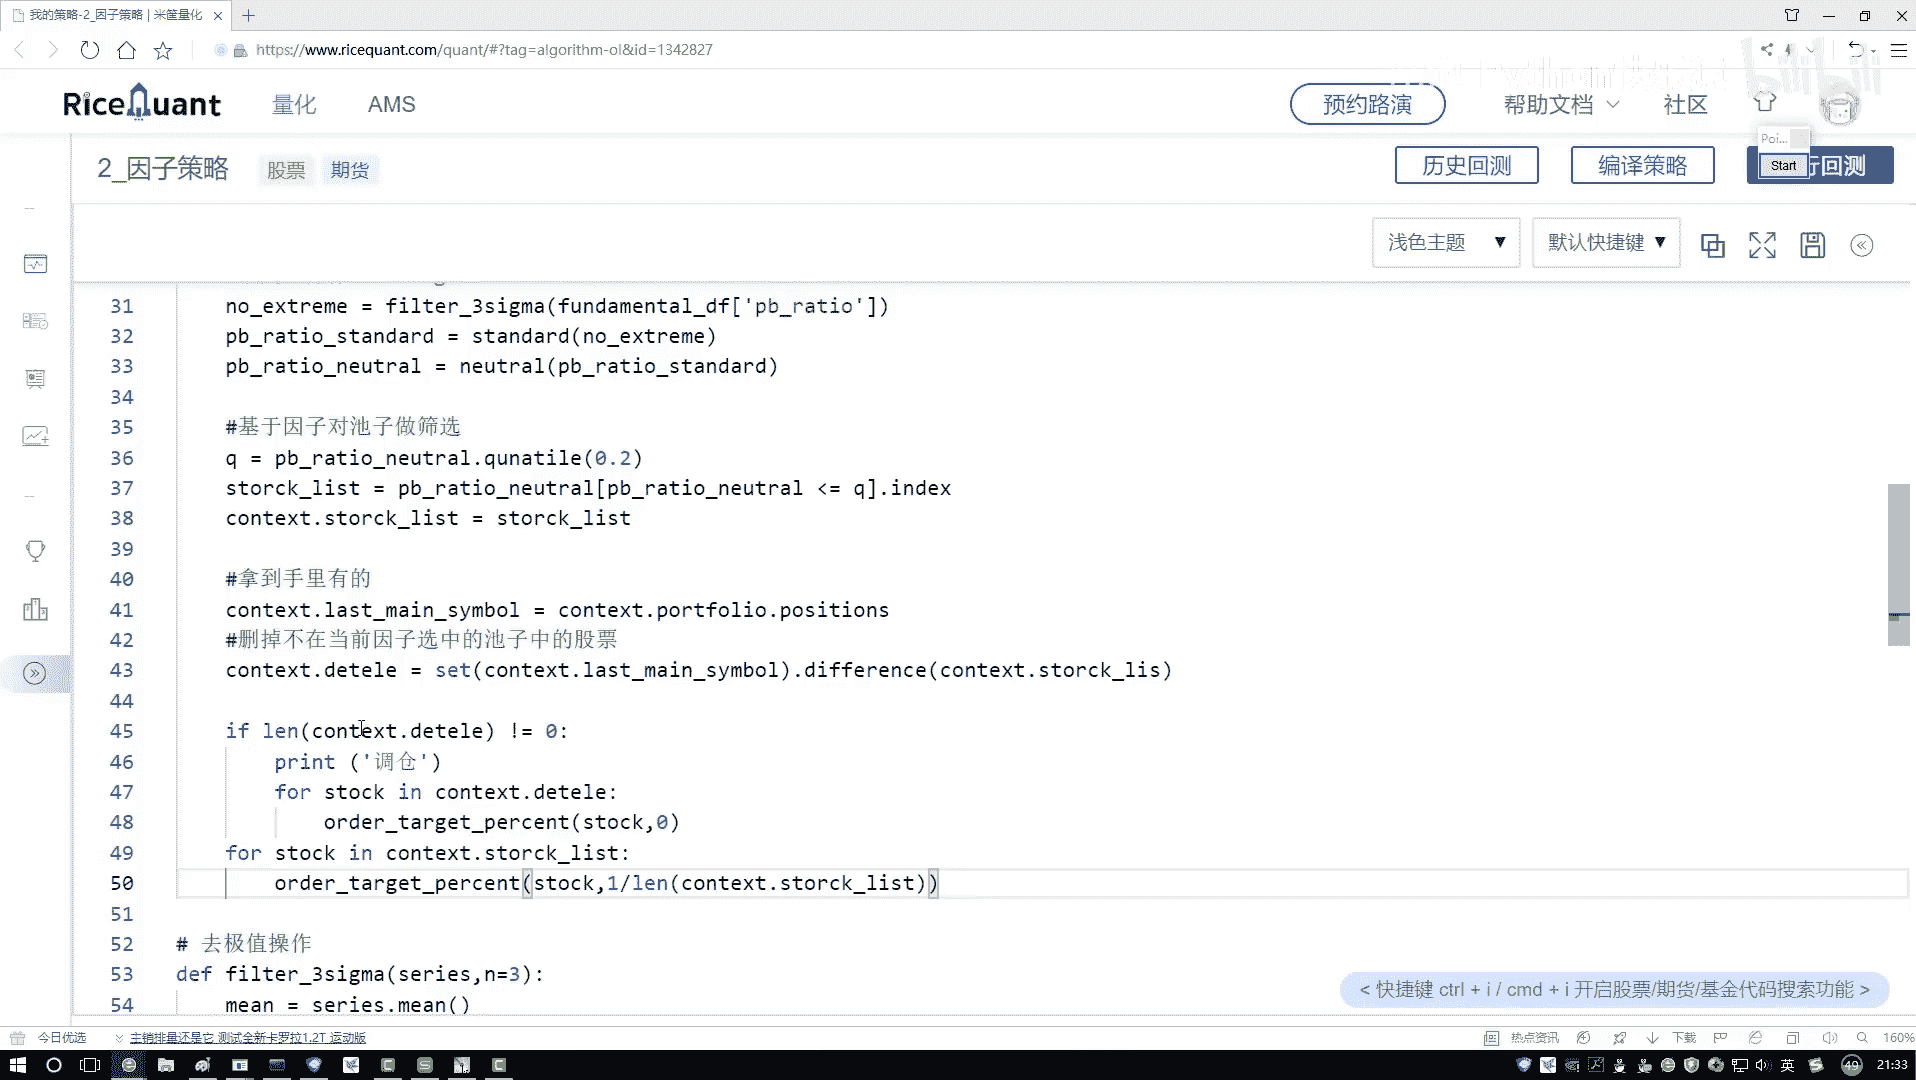 我的策略-2_因子策略 | 米筐量化
https://www.ricequant.com/quant/#?tag=algorithm-ol&id=1342827
RiceQuant 量化 AMS 预约路演 帮助文档 社区
Poi...
2_因子策略 股票 期货 历史回测 编译策略 Start 行回测
浅色主题 ▼ 默认快捷键 ▼
31 no_extreme = filter_3sigma(fundamental_df['pb_ratio'])
32 pb_ratio_standard = standard(no_extreme)
33 pb_ratio_neutral = neutral(pb_ratio_standard)
34
35 #基于因子对池子做筛选
36 q = pb_ratio_neutral.qunatile(0.2)
37 storck_list = pb_ratio_neutral[pb_ratio_neutral <= q].index
38 context.storck_list = storck_list
39
40 #拿到手里有的
41 context.last_main_symbol = context.portfolio.positions
42 #删掉不在当前因子选中的池子中的股票
43 context.detele = set(context.last_main_symbol).difference(context.storck_lis)
44
45 if len(context.detele) != 0:
46 print ('调仓')
47 for stock in context.detele:
48 order_target_percent(stock,0)
49 for stock in context.storck_list:
50 order_target_percent(stock,1/len(context.storck_list))
51
52 # 去极值操作
53 def filter_3sigma(series,n=3):
54 mean = series.mean()
< 快捷键 ctrl + i / cmd + i 开启股票/期货/基金代码搜索功能 >
今日优选 主销排量还是它 测试全新卡罗拉1.2T 运动版 热点资讯 下载 160%
英 49 21:33